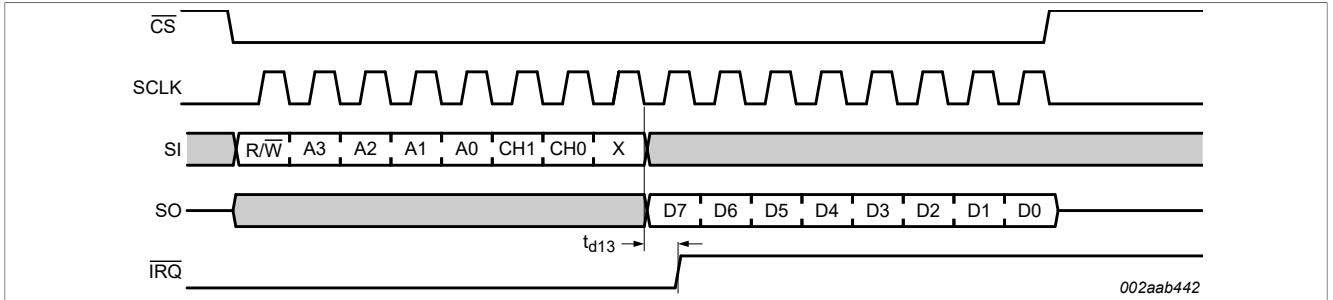 CS
SCLK
SI R/W A3 A2 A1 A0 CH1 CH0 X
SO D7 D6 D5 D4 D3 D2 D1 D0
td13
IRQ
002aab442